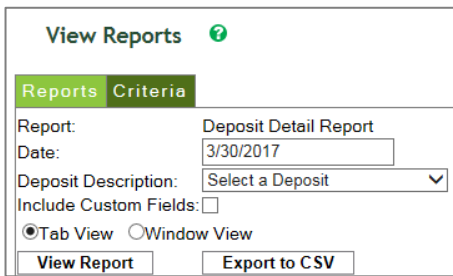 View Reports ?
Reports Criteria
Report: Deposit Detail Report
Date: 3/30/2017
Deposit Description: Select a Deposit
Include Custom Fields:
Tab View Window View
View Report Export to CSV